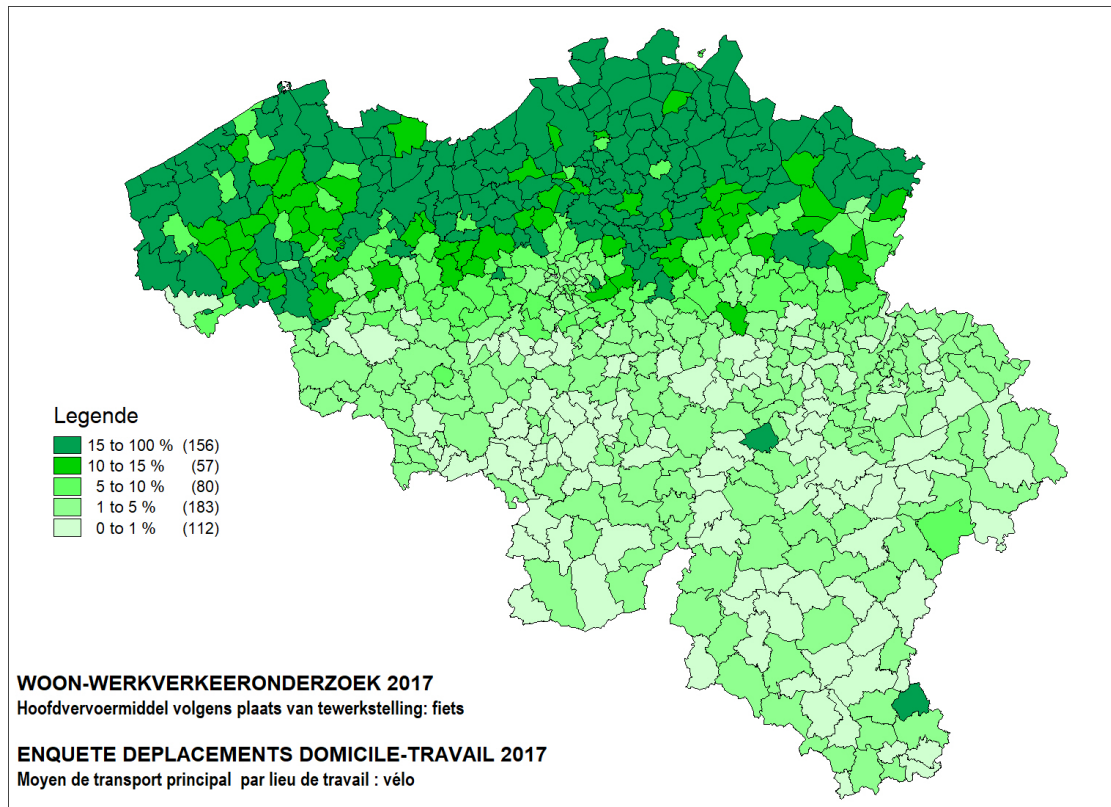 Legende
15 to 100 % (156)
10 to 15 % (57)
5 to 10 % (80)
1 to 5 % (183)
0 to 1 % (112)
WOON-WERKVERKEERONDERZOEK 2017
Hoofdvervoermiddel volgens plaats van tewerkstelling: fiets
ENQUETE DEPLACEMENTS DOMICILE-TRAVAIL 2017
Moyen de transport principal par lieu de travail : vélo